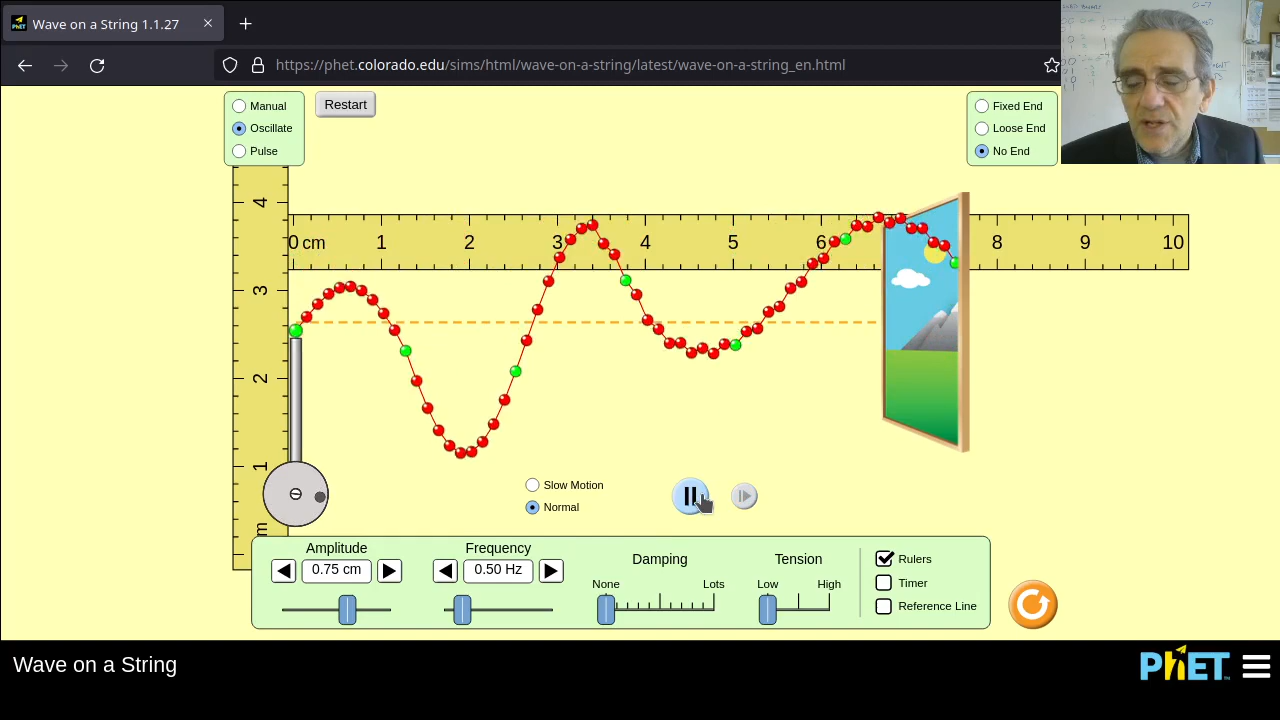 Wave on a String 1.1.27
https://phet.colorado.edu/sims/html/wave-on-a-string/latest/wave-on-a-string_en.html
Manual
Oscillate
Pulse
Restart
Fixed End
Loose End
No End
4
3
2
1
0 cm 1 2 3 4 5 6 8 9 10
Slow Motion
Normal
Amplitude
0.75 cm
Frequency
0.50 Hz
Damping
None Lots
Tension
Low High
Rulers
Timer
Reference Line
Wave on a String
PhET